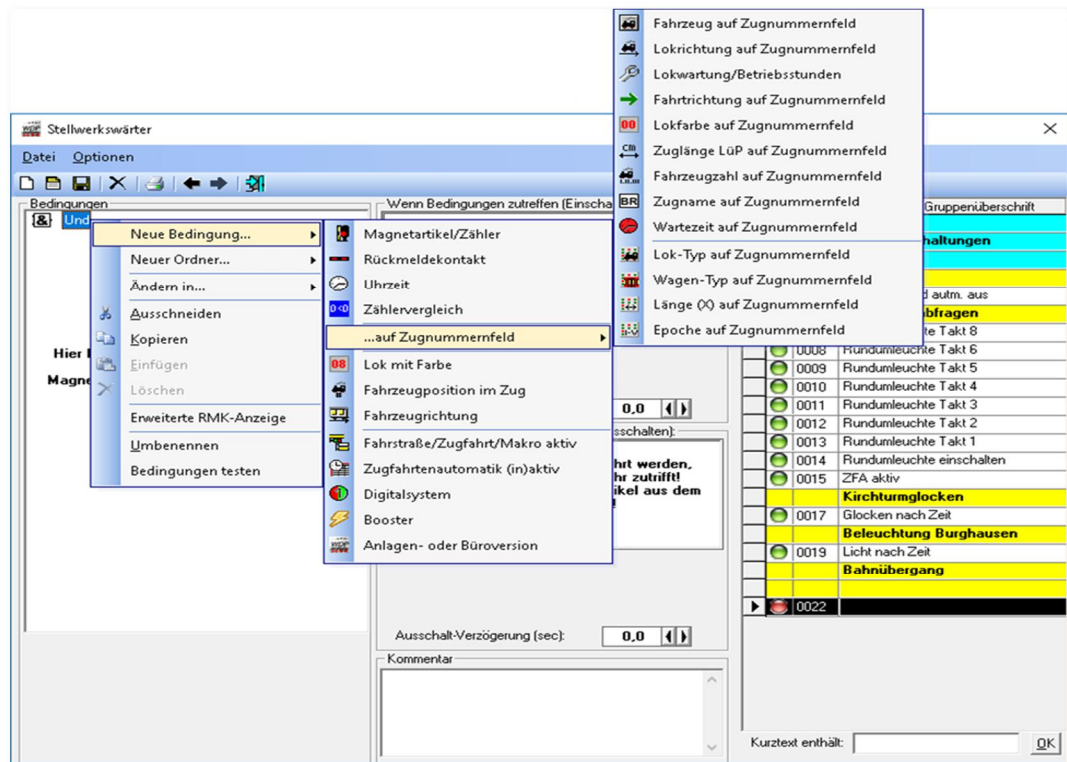 Fahrzeug auf Zugnummernfeld
Lokrichtung auf Zugnummernfeld
Lokwartung/Betriebsstunden
Fahrtrichtung auf Zugnummernfeld
00 Lokfarbe auf Zugnummernfeld
cm Zuglänge LüP auf Zugnummernfeld
Fahrzeugzahl auf Zugnummernfeld
BR Zugname auf Zugnummernfeld
Wartezeit auf Zugnummernfeld
Lok-Typ auf Zugnummernfeld
Wagen-Typ auf Zugnummernfeld
Länge (X) auf Zugnummernfeld
Epoche auf Zugnummernfeld
Stellwerkswärter
Datei Optionen
Bedingungen
{&} Und
Neue Bedingung...
Neuer Ordner...
Ändern in...
Ausschneiden
Kopieren
Einfügen
Löschen
Erweiterte RMK-Anzeige
Umbenennen
Bedingungen testen
Hier
Magne
Wenn Bedingungen zutreffen (Einscha
Magnetartikel/Zähler
Rückmeldekontakt
Uhrzeit
0<0 Zählervergleich
...auf Zugnummernfeld
08 Lok mit Farbe
Fahrzeugposition im Zug
Fahrzeugrichtung
Fahrstraße/Zugfahrt/Makro aktiv
Zugfahrtenautomatik (in)aktiv
Digitalsystem
Booster
Anlagen- oder Büroversion
0,0
sschalten):
hrt werden,
hr zutrifft!
ikel aus dem
Ausschalt-Verzögerung (sec): 0,0
Kommentar
Gruppenüberschrift
haltungen
d autm. aus
bfragen
te Takt 8
0008 Rundumleuchte Takt 6
0009 Rundumleuchte Takt 5
0010 Rundumleuchte Takt 4
0011 Rundumleuchte Takt 3
0012 Rundumleuchte Takt 2
0013 Rundumleuchte Takt 1
0014 Rundumleuchte einschalten
0015 ZFA aktiv
Kirchturmglocken
0017 Glocken nach Zeit
Beleuchtung Burghausen
0019 Licht nach Zeit
Bahnübergang
0022
Kurztext enthält: OK